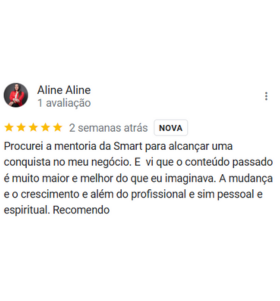 Aline Aline
1 avaliação
2 semanas atrás NOVA
Procurei a mentoria da Smart para alcançar uma
conquista no meu negócio. E vi que o conteúdo passado
é muito maior e melhor do que eu imaginava. A mudança
e o crescimento e além do profissional e sim pessoal e
espiritual. Recomendo